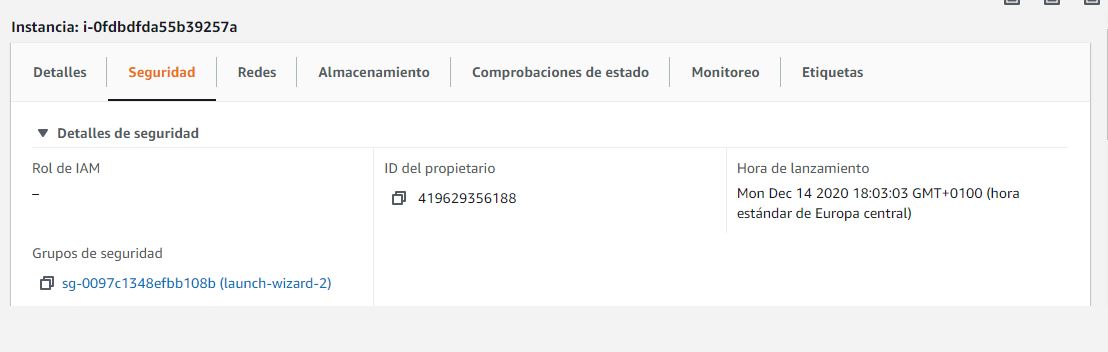 Instancia: i-0fdbdfda55b39257a
Detalles
Seguridad
Redes
Almacenamiento
Comprobaciones de estado
Monitoreo
Etiquetas
Detalles de seguridad
Rol de IAM
–
ID del propietario
419629356188
Hora de lanzamiento
Mon Dec 14 2020 18:03:03 GMT+0100 (hora
estándar de Europa central)
Grupos de seguridad
sg-0097c1348efbb108b (launch-wizard-2)